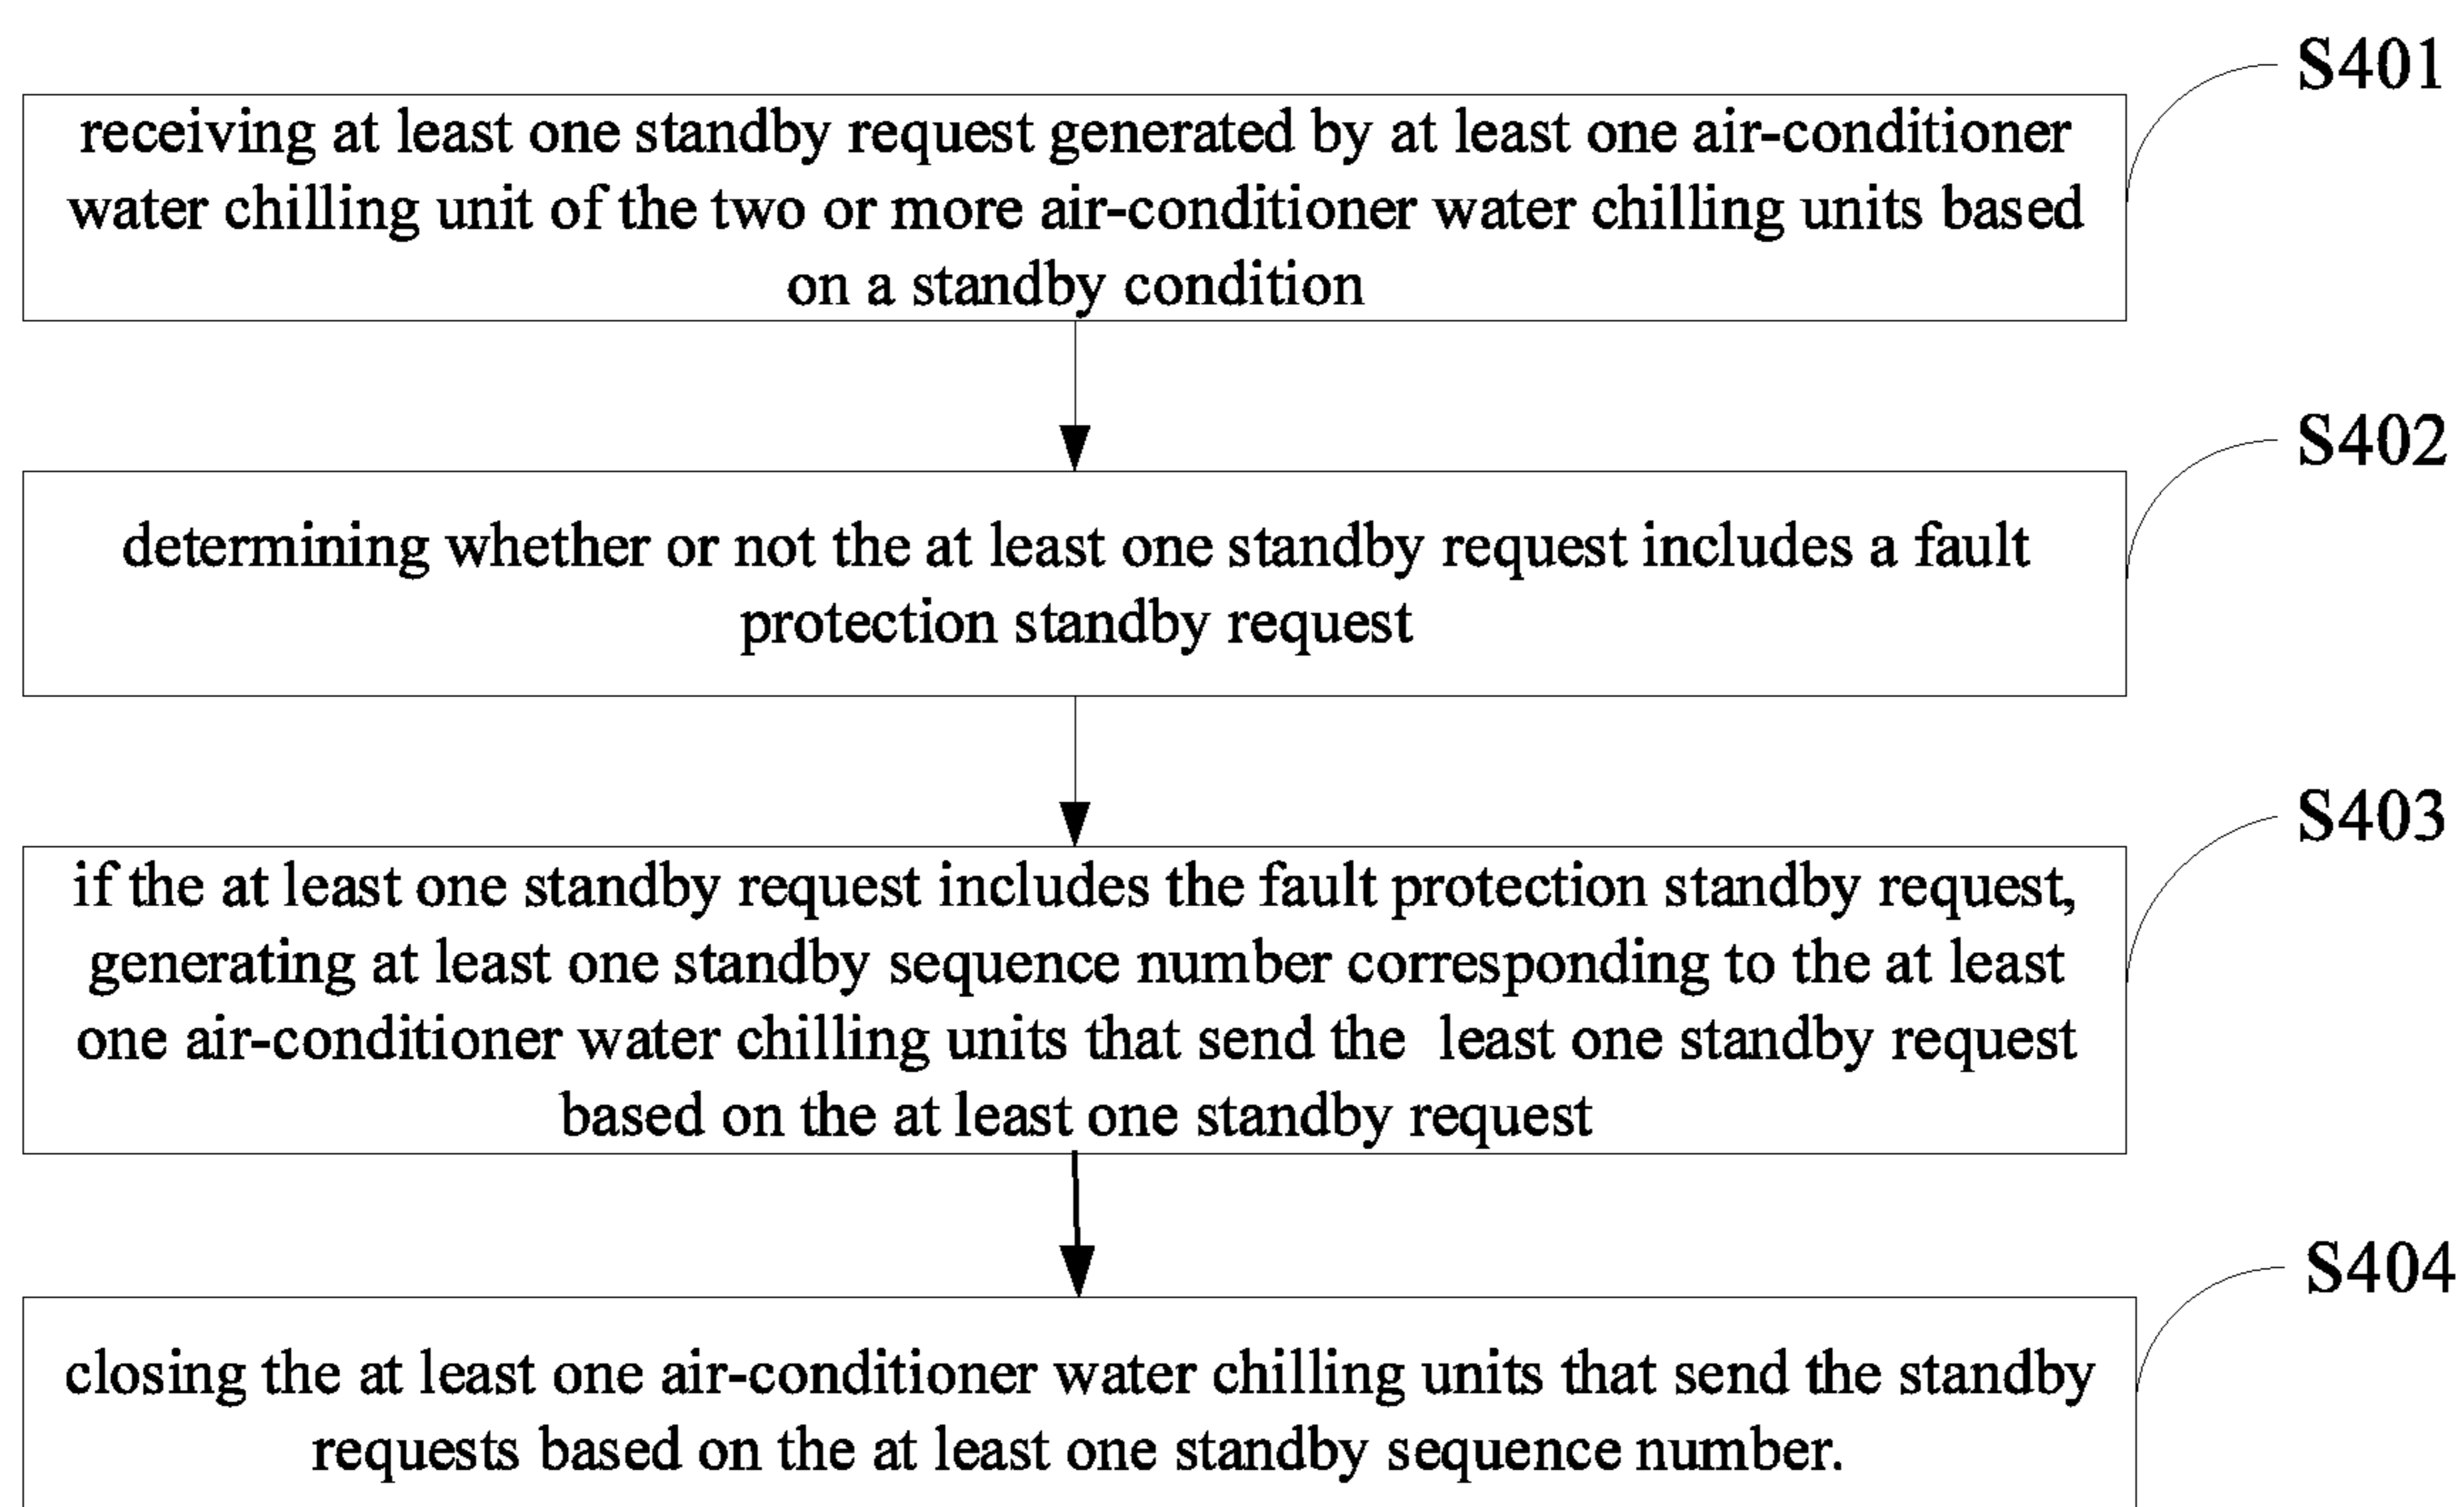 S401
receiving at least one standby request generated by at least one air-conditioner
water chilling unit of the two or more air-conditioner water chilling units based
on a standby condition
S402
determining whether or not the at least one standby request includes a fault
protection standby request
S403
if the at least one standby request includes the fault protection standby request,
generating at least one standby sequence number corresponding to the at least
one air-conditioner water chilling units that send the least one standby request
based on the at least one standby request
S404
closing the at least one air-conditioner water chilling units that send the standby
requests based on the at least one standby sequence number.